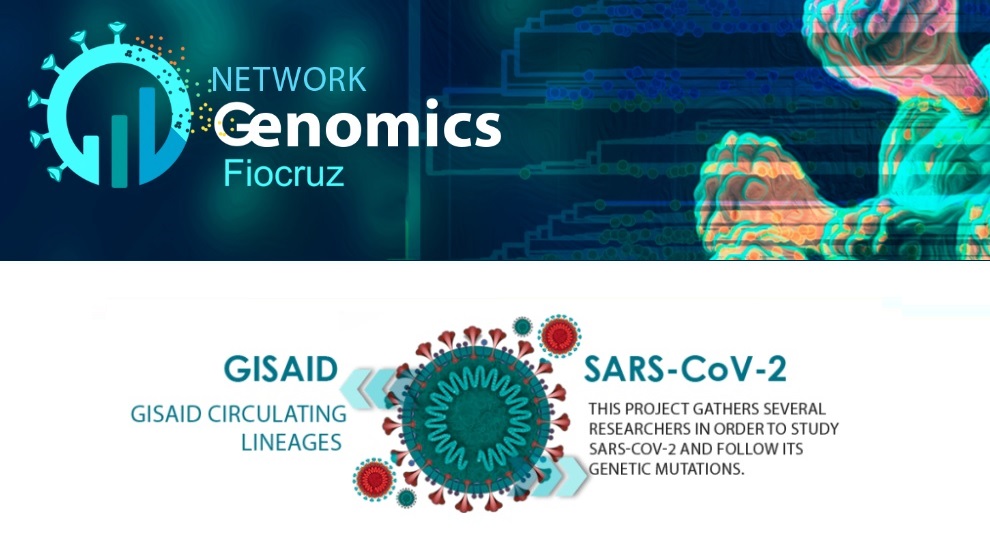 NETWORK
Genomics
Fiocruz
GISAID
GISAID CIRCULATING
LINEAGES
SARS-CoV-2
THIS PROJECT GATHERS SEVERAL
RESEARCHERS IN ORDER TO STUDY
SARS-COV-2 AND FOLLOW ITS
GENETIC MUTATIONS.